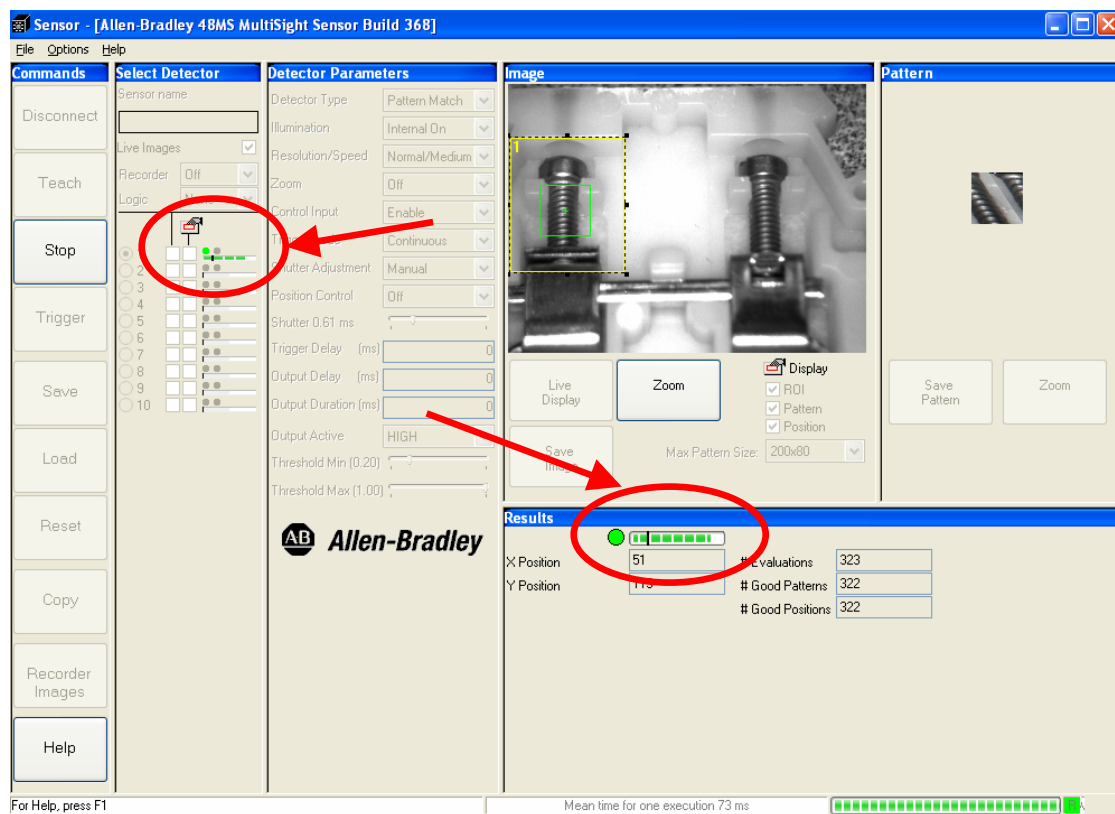 Sensor - [Allen-Bradley 48MS MultiSight Sensor Build 368]
File Options Help
Commands
Disconnect
Teach
Stop
Trigger
Save
Load
Reset
Copy
Recorder
Images
Help
Select Detector
Sensor name
Live Images
Recorder Off
Logic
2
3
4
5
6
7
8
9
10
Detector Parameters
Detector Type Pattern Match
Illumination Internal On
Resolution/Speed Normal/Medium
Zoom Off
Control Input Enable
Continuous
Shutter Adjustment Manual
Position Control Off
Shutter 0.61 ms
Trigger Delay (ms) 0
Output Delay (ms) 0
Output Duration (ms) 0
Output Active HIGH
Threshold Min (0.20)
Threshold Max (1.00)
AB Allen-Bradley
Image
1
Live
Display
Zoom
Display
ROI
Pattern
Position
Save
Image
Max Pattern Size: 200x80
Pattern
Save
Pattern
Zoom
Results
X Position 51 # Evaluations 323
Y Position # Good Patterns 322
# Good Positions 322
For Help, press F1 Mean time for one execution 73 ms